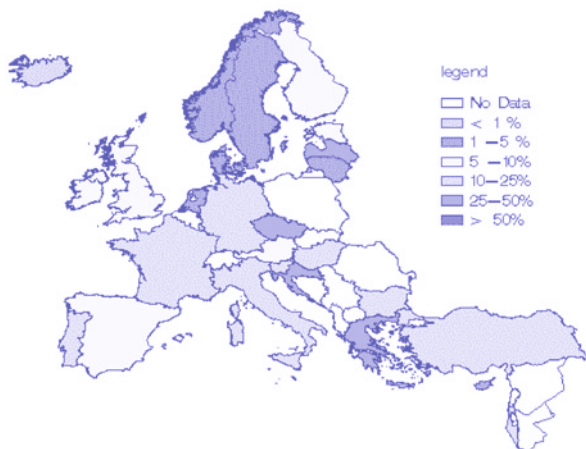 legend
No Data
< 1 %
1 –5 %
5 –10%
10–25%
25–50%
> 50%